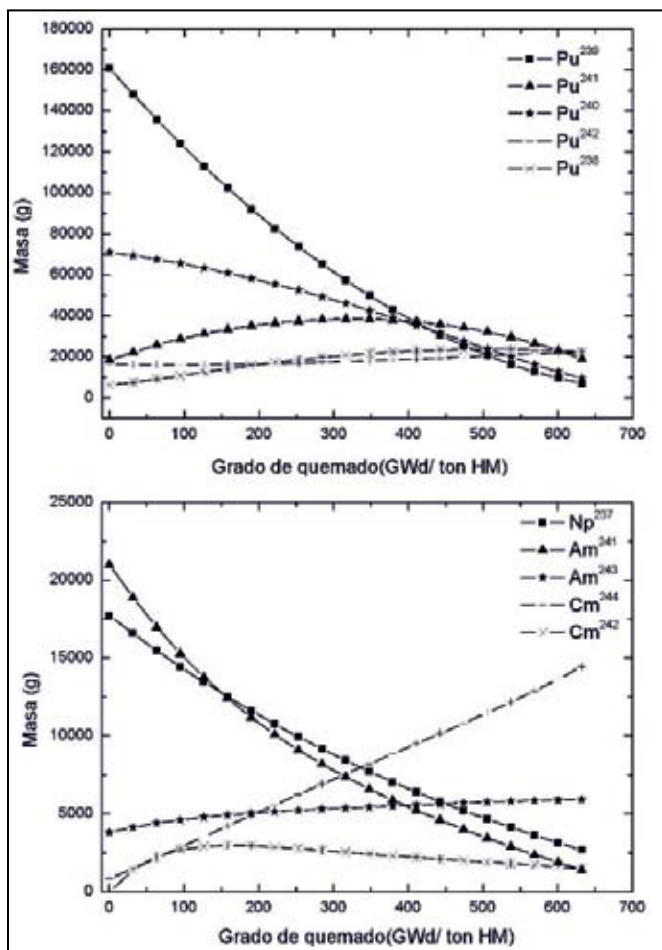 180000
160000
140000
120000
100000
80000
60000
40000
20000
0
Masa (g)
Pu239
Pu241
Pu240
Pu242
Pu238
0 100 200 300 400 500 600 700
Grado de quemado(GWd/ ton HM)
25000
20000
15000
10000
5000
0
Masa (g)
Np237
Am241
Am243
Cm244
Cm242
0 100 200 300 400 500 600 700
Grado de quemado(GWd/ ton HM)